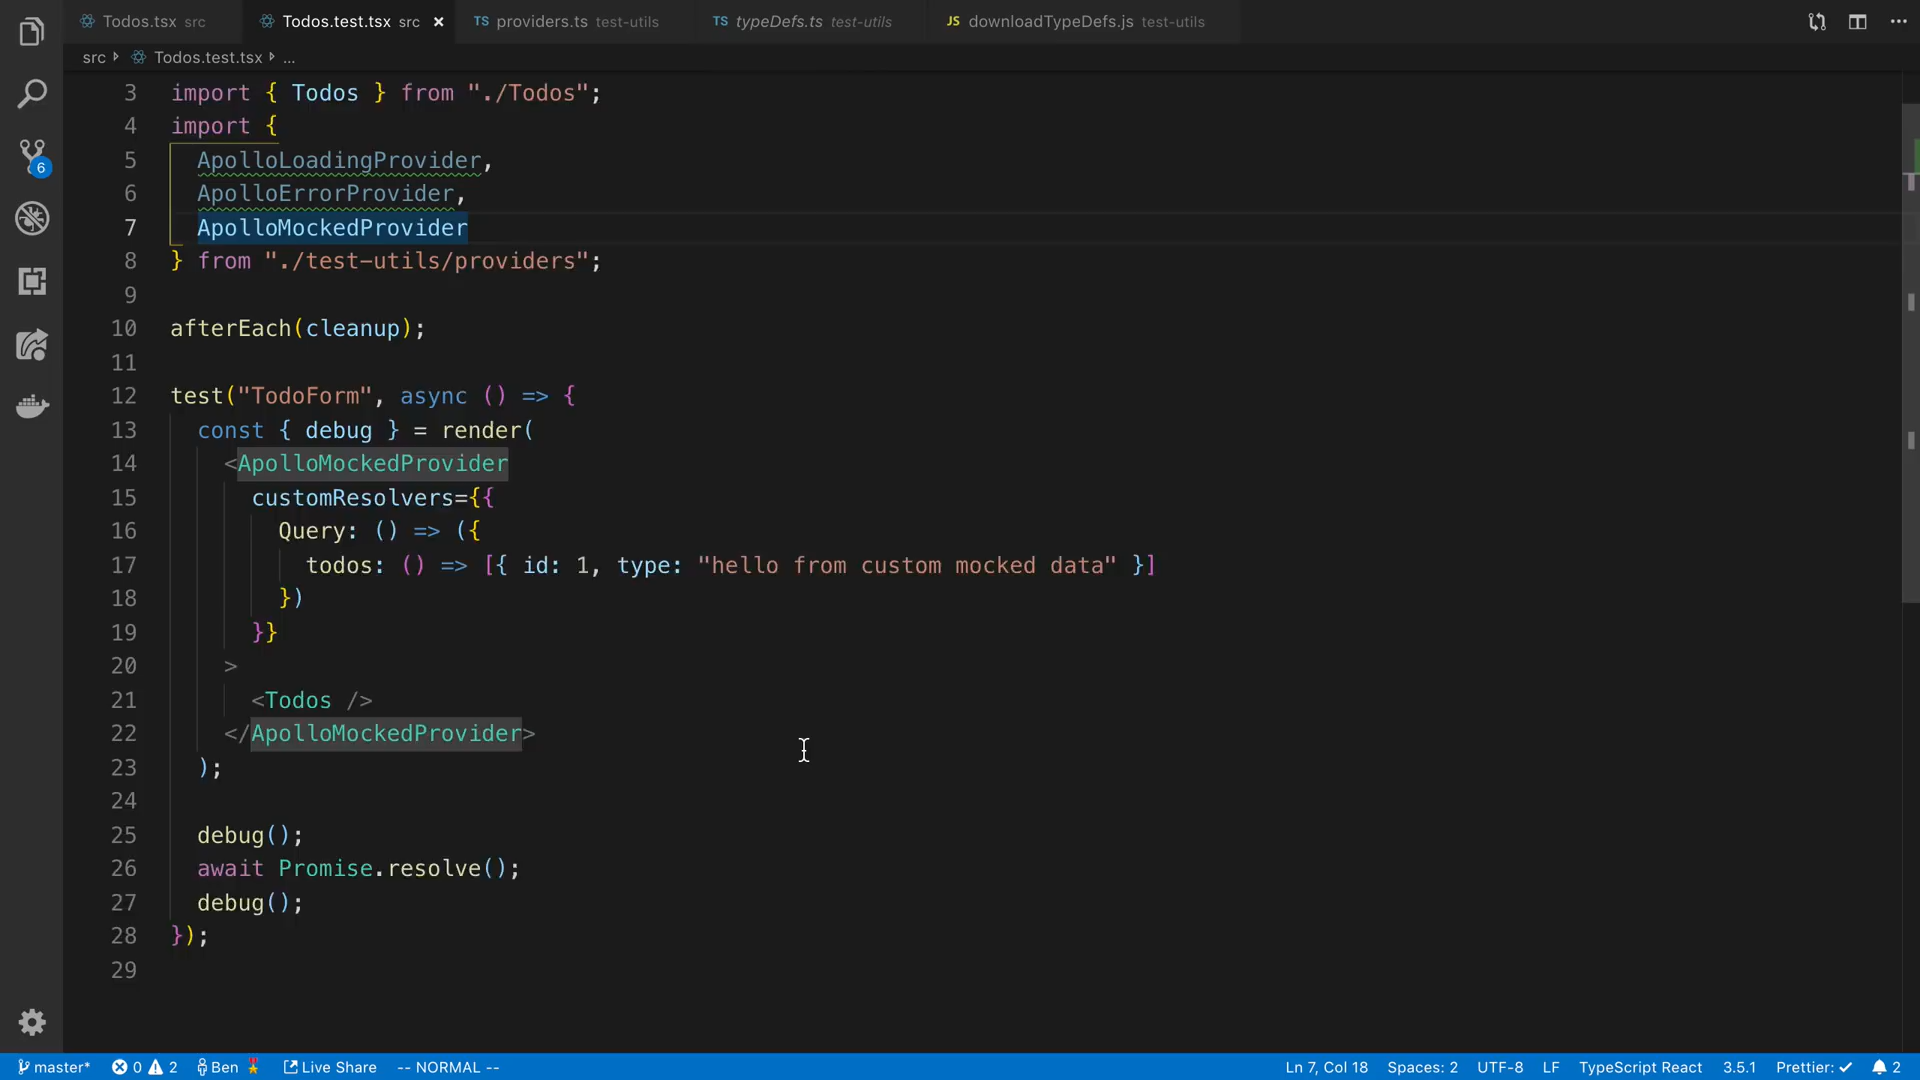 Todos.tsx src
Todos.test.tsx src ×
TS providers.ts test-utils
TS typeDefs.ts test-utils
JS downloadTypeDefs.js test-utils
src Todos.test.tsx ...
3 import { Todos } from "./Todos";
4 import {
5 ApolloLoadingProvider,
6 ApolloErrorProvider,
7 ApolloMockedProvider
8 } from "./test-utils/providers";
9
10 afterEach(cleanup);
11
12 test("TodoForm", async () => {
13 const { debug } = render(
14 <ApolloMockedProvider
15 customResolvers={{
16 Query: () => ({
17 todos: () => [{ id: 1, type: "hello from custom mocked data" }]
18 })
19 }}
20 >
21 <Todos />
22 </ApolloMockedProvider>
23 );
24
25 debug();
26 await Promise.resolve();
27 debug();
28 });
29
6
master* 0 2 Ben Live Share -- NORMAL -- Ln 7, Col 18 Spaces: 2 UTF-8 LF TypeScript React 3.5.1 Prettier: ✓ 2